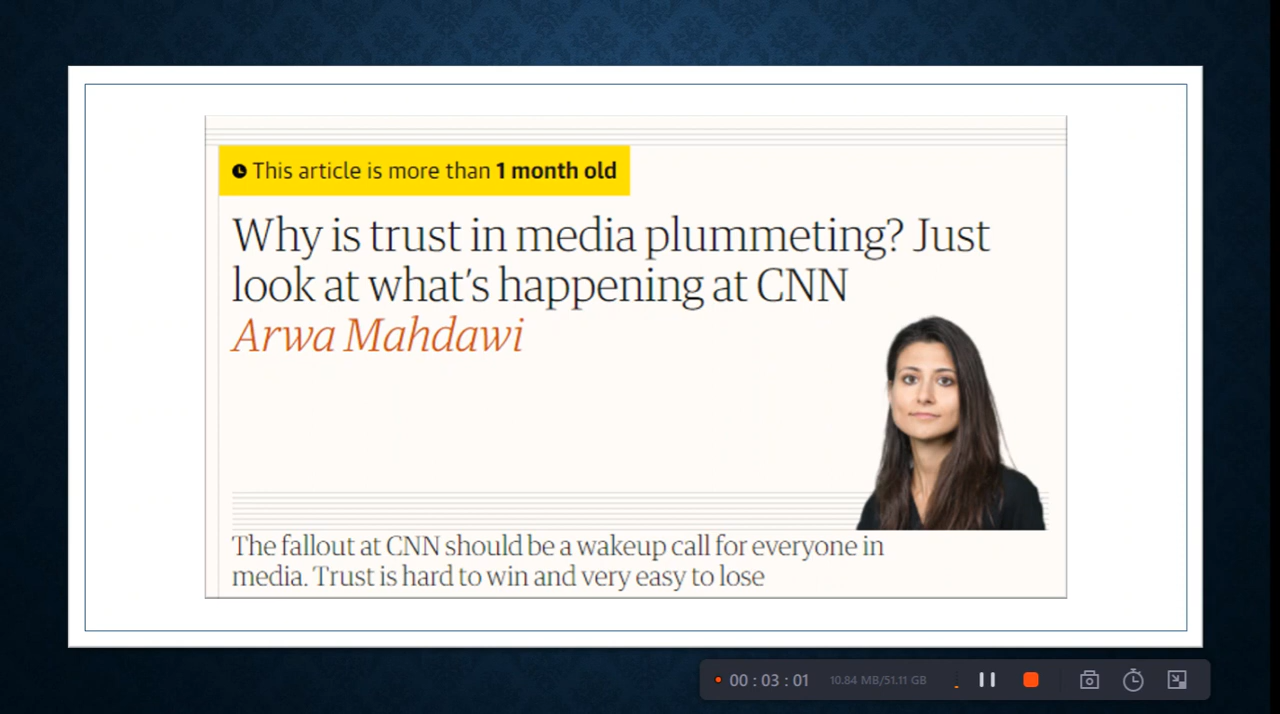 This article is more than 1 month old
Why is trust in media plummeting? Just
look at what's happening at CNN
Arwa Mahdawi
The fallout at CNN should be a wakeup call for everyone in
media. Trust is hard to win and very easy to lose
00 : 03 : 01 10.84 MB/51.11 GB